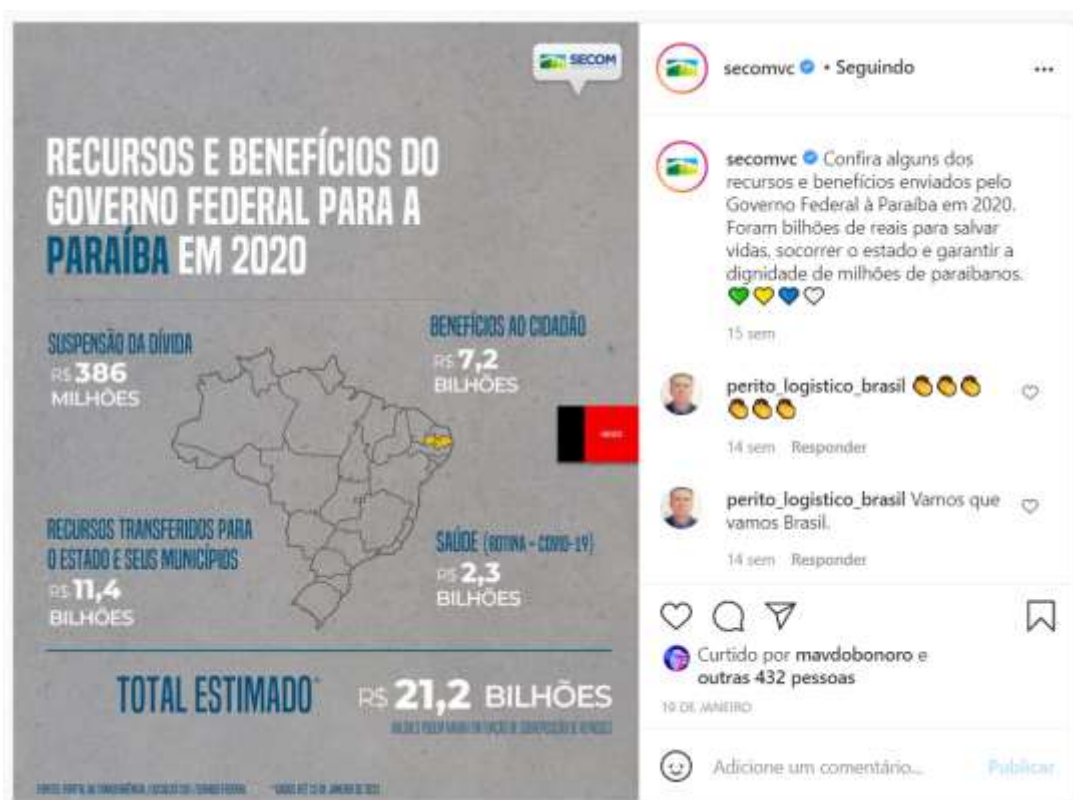 SECOM
RECURSOS E BENEFÍCIOS DO
GOVERNO FEDERAL PARA A
PARAÍBA EM 2020
SUSPENSÃO DA DÍVIDA
R$ 386
MILHÕES
BENEFÍCIOS AO CIDADÃO
R$ 7,2
BILHÕES
RECURSOS TRANSFERIDOS PARA
O ESTADO E SEUS MUNICÍPIOS
R$ 11,4
BILHÕES
SAÚDE (ROTINA + COVID-19)
R$ 2,3
BILHÕES
TOTAL ESTIMADO* R$ 21,2 BILHÕES
secomvc • Seguindo
secomvc Confira alguns dos
recursos e benefícios enviados pelo
Governo Federal à Paraíba em 2020.
Foram bilhões de reais para salvar
vidas, socorrer o estado e garantir a
dignidade de milhões de paraibanos.
💚💛💙🤍
15 sem
perito_logistico_brasil 👏👏👏
👏👏👏
14 sem Responder
perito_logistico_brasil Vamos que
vamos Brasil.
14 sem Responder
Curtido por mavdobonoro e
outras 432 pessoas
19 DE JANEIRO
Adicione um comentário... Publicar